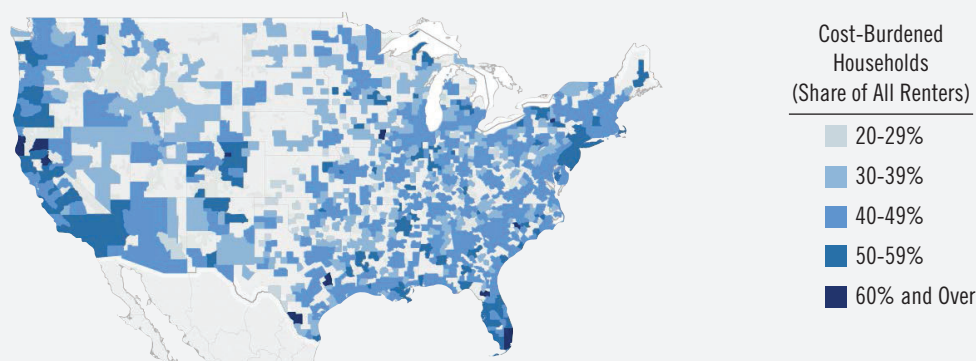 Cost-Burdened
Households
(Share of All Renters)
20-29%
30-39%
40-49%
50-59%
60% and Over